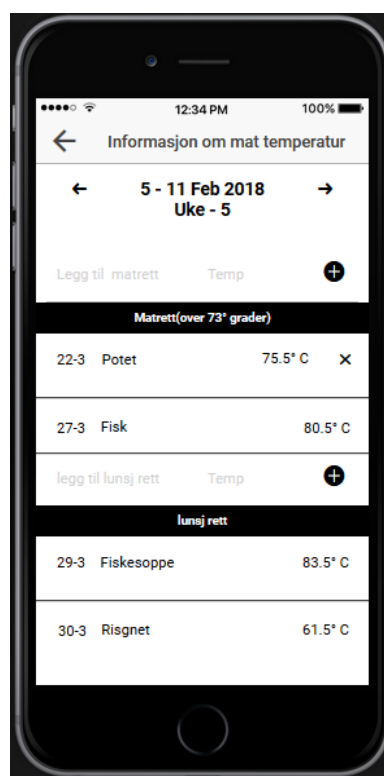 12:34 PM 100%
Informasjon om mat temperatur
5 - 11 Feb 2018
Uke - 5
Legg til matrett Temp
Matrett(over 73° grader)
22-3 Potet 75.5° C
27-3 Fisk 80.5° C
legg til lunsj rett Temp
lunsj rett
29-3 Fiskesoppe 83.5° C
30-3 Risgnet 61.5° C